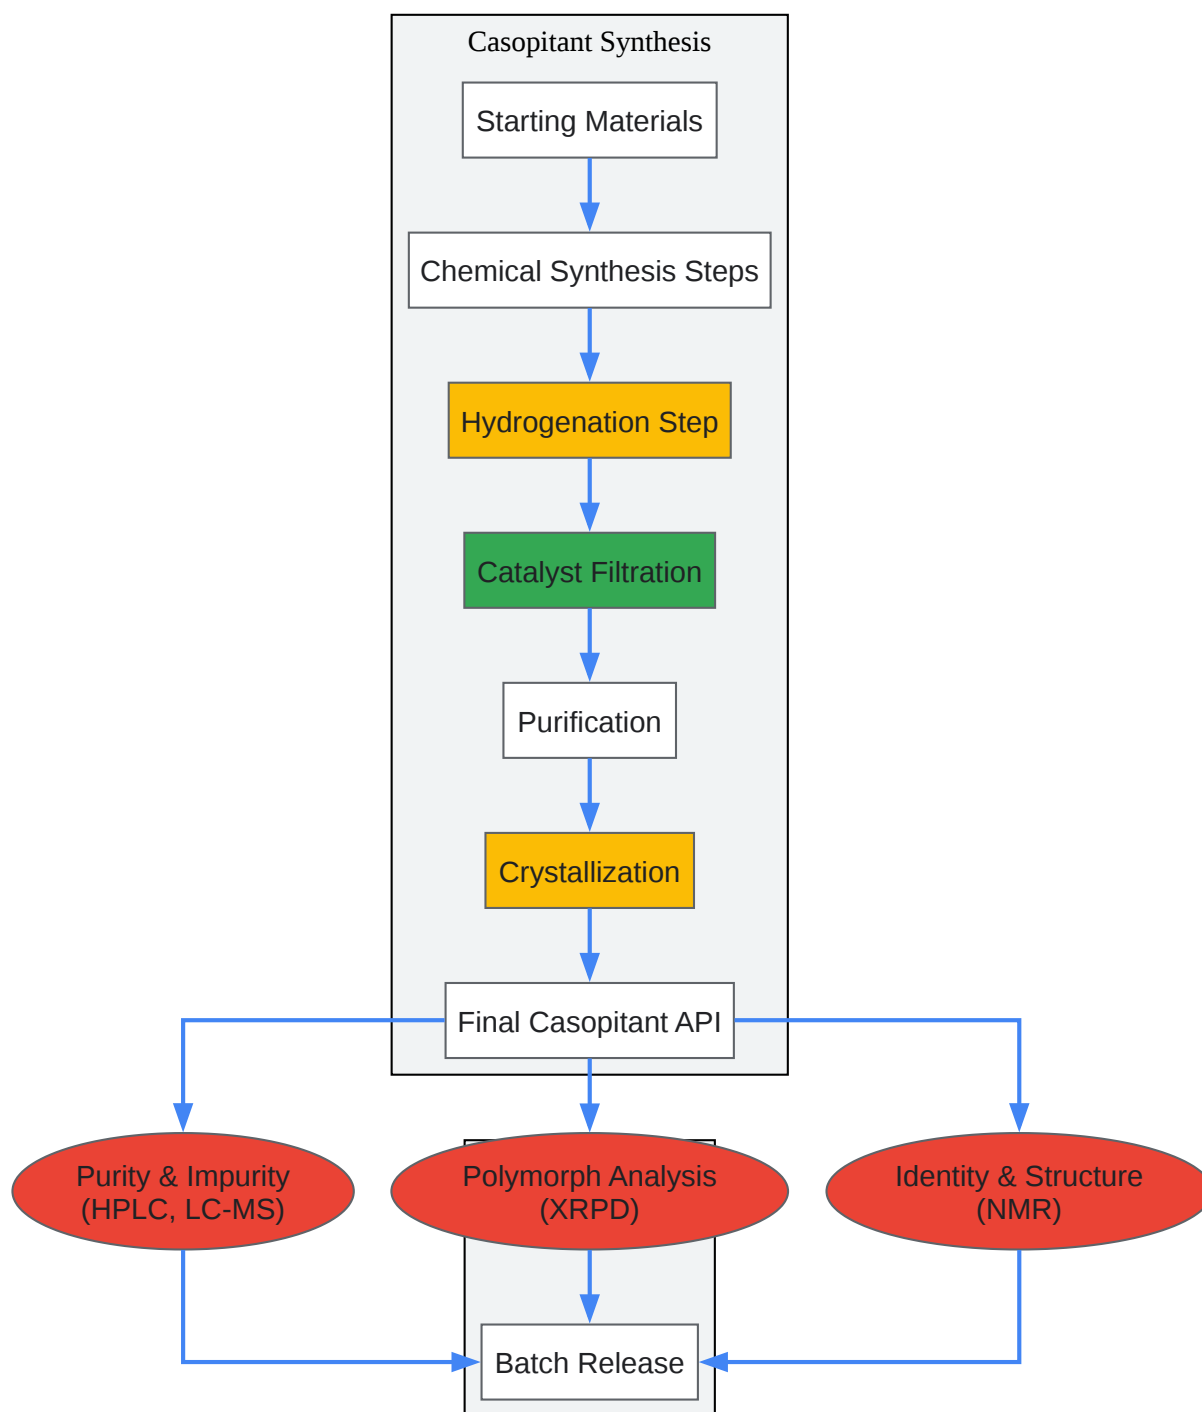 Casopitant Synthesis
Starting Materials
Chemical Synthesis Steps
Hydrogenation Step
Catalyst Filtration
Purification
Crystallization
Final Casopitant API
Purity & Impurity
(HPLC, LC-MS)
Polymorph Analysis
(XRPD)
Identity & Structure
(NMR)
Batch Release